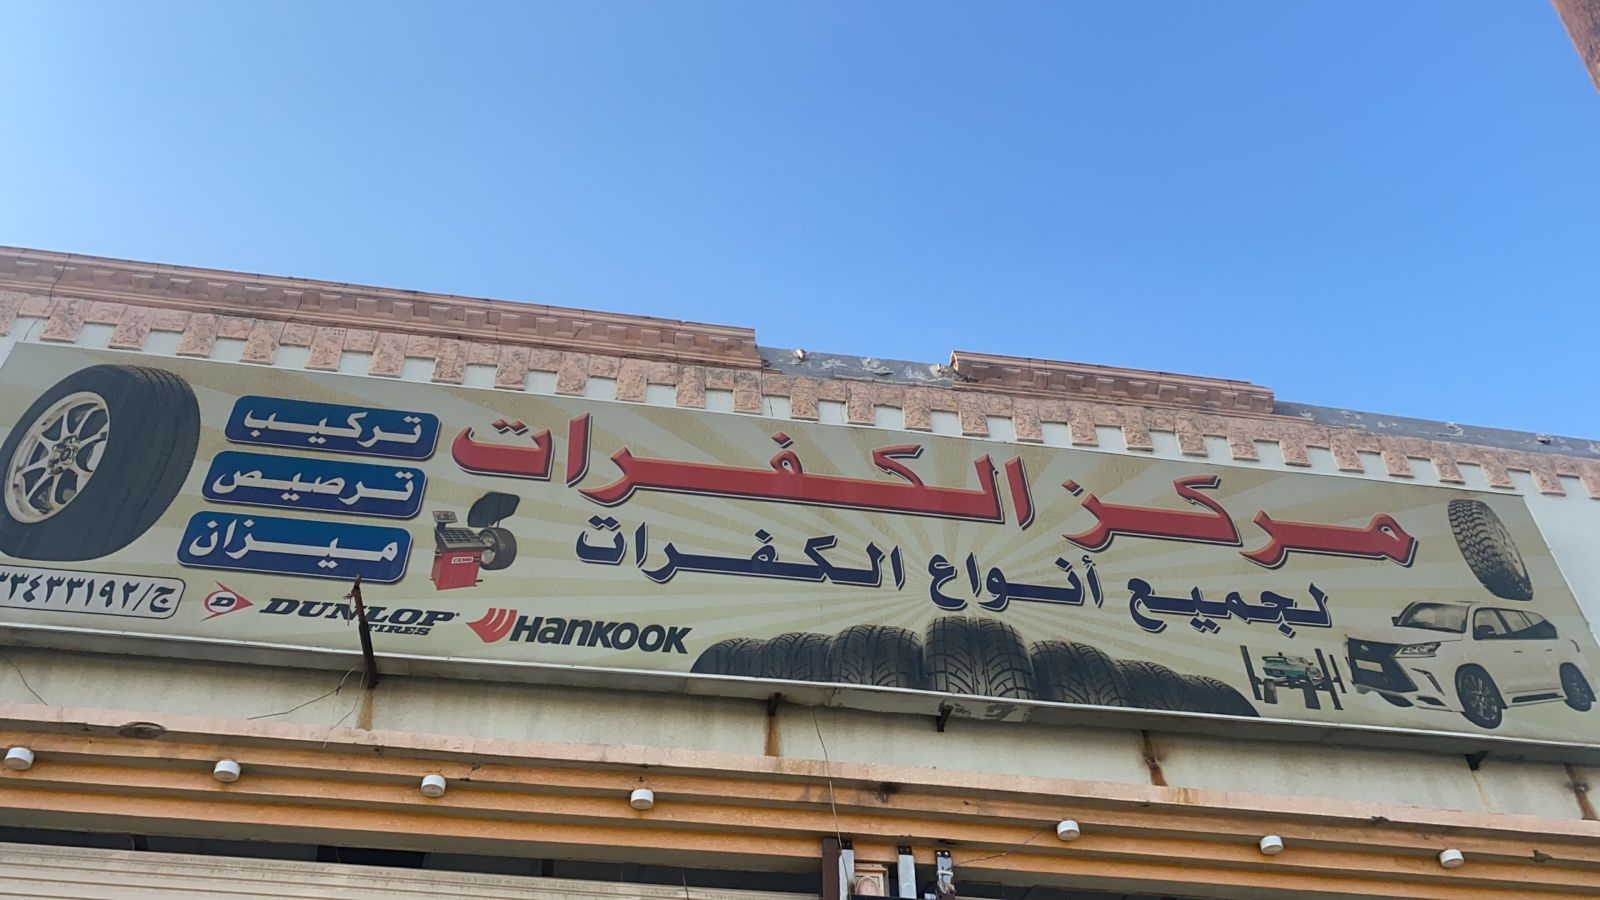 مركز الكفرات
لجميع أنواع الكفرات
تركيب
ترصيص
ميزان
DUNLOP
TIRES
HANKOOK